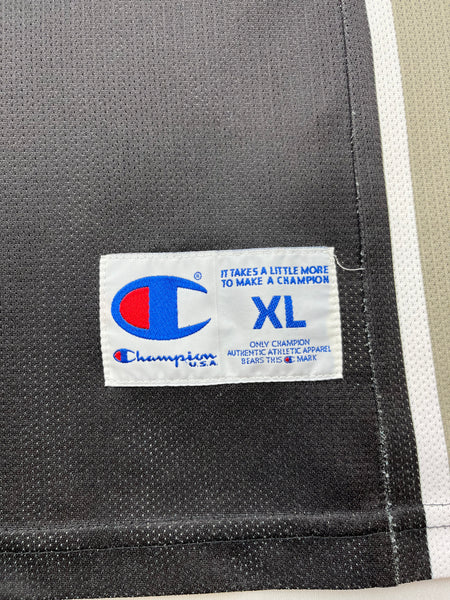 ®
IT TAKES A LITTLE MORE
TO MAKE A CHAMPION
XL
Champion
U.S.A.
ONLY CHAMPION
AUTHENTIC ATHLETIC APPAREL
BEARS THIS C MARK